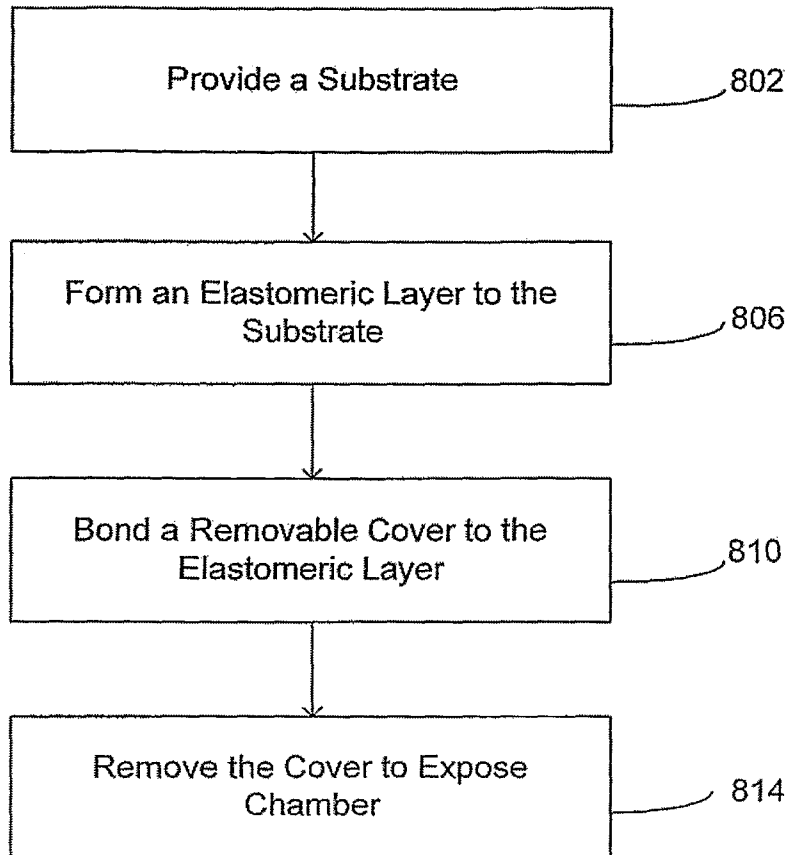 Provide a Substrate
802
Form an Elastomeric Layer to the
Substrate
806
Bond a Removable Cover to the
Elastomeric Layer
810
Remove the Cover to Expose
Chamber
814